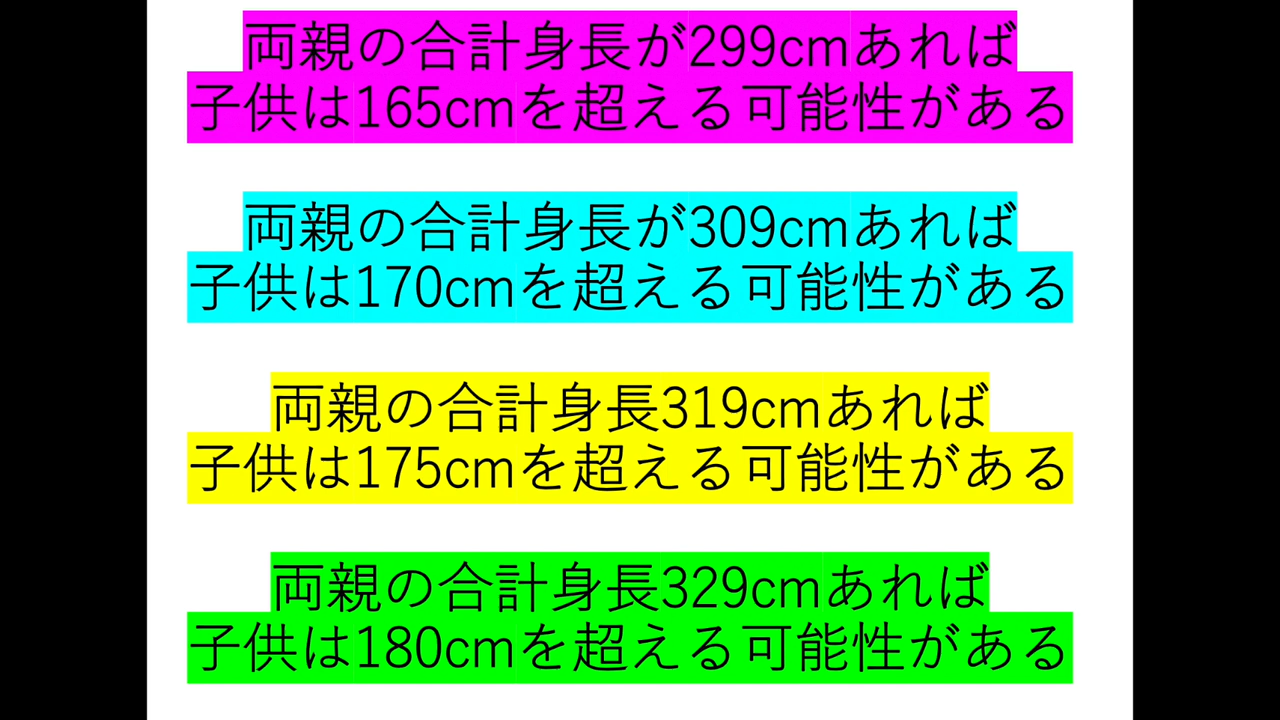 両親の合計身長が299cmあれば
子供は165cmを超える可能性がある
両親の合計身長が309cmあれば
子供は170cmを超える可能性がある
両親の合計身長319cmあれば
子供は175cmを超える可能性がある
両親の合計身長329cmあれば
子供は180cmを超える可能性がある